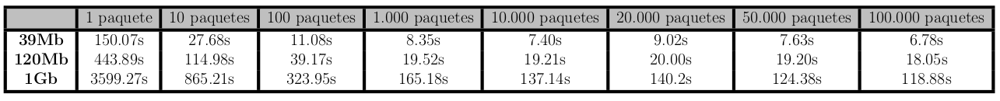 1 paquete 10 paquetes 100 paquetes 1.000 paquetes 10.000 paquetes 20.000 paquetes 50.000 paquetes 100.000 paquetes
39Mb 150.07s 27.68s 11.08s 8.35s 7.40s 9.02s 7.63s 6.78s
120Mb 443.89s 114.98s 39.17s 19.52s 19.21s 20.00s 19.20s 18.05s
1Gb 3599.27s 865.21s 323.95s 165.18s 137.14s 140.2s 124.38s 118.88s